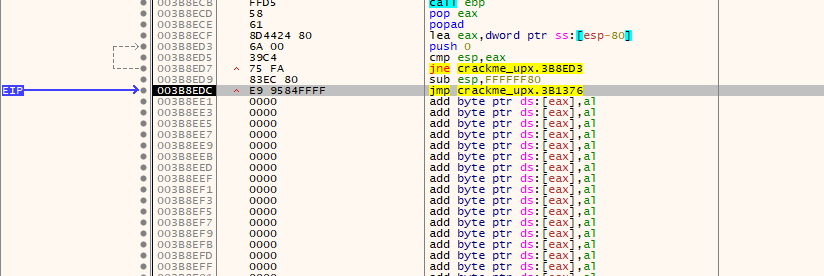 003B8ECB FFD5 call ebp
003B8ECD 58 pop eax
003B8ECE 61 popad
003B8ECF 8D4424 80 lea eax,dword ptr ss:[esp-80]
003B8ED3 6A 00 push 0
003B8ED5 39C4 cmp esp,eax
003B8ED7 ^ 75 FA jne crackme_upx.3B8ED3
003B8ED9 83EC 80 sub esp,FFFFFF80
EIP 003B8EDC ^ E9 9584FFFF jmp crackme_upx.3B1376
003B8EE1 0000 add byte ptr ds:[eax],al
003B8EE3 0000 add byte ptr ds:[eax],al
003B8EE5 0000 add byte ptr ds:[eax],al
003B8EE7 0000 add byte ptr ds:[eax],al
003B8EE9 0000 add byte ptr ds:[eax],al
003B8EEB 0000 add byte ptr ds:[eax],al
003B8EED 0000 add byte ptr ds:[eax],al
003B8EEF 0000 add byte ptr ds:[eax],al
003B8EF1 0000 add byte ptr ds:[eax],al
003B8EF3 0000 add byte ptr ds:[eax],al
003B8EF5 0000 add byte ptr ds:[eax],al
003B8EF7 0000 add byte ptr ds:[eax],al
003B8EF9 0000 add byte ptr ds:[eax],al
003B8EFB 0000 add byte ptr ds:[eax],al
003B8EFD 0000 add byte ptr ds:[eax],al
003B8EFF 0000 add byte ptr ds:[eax],al